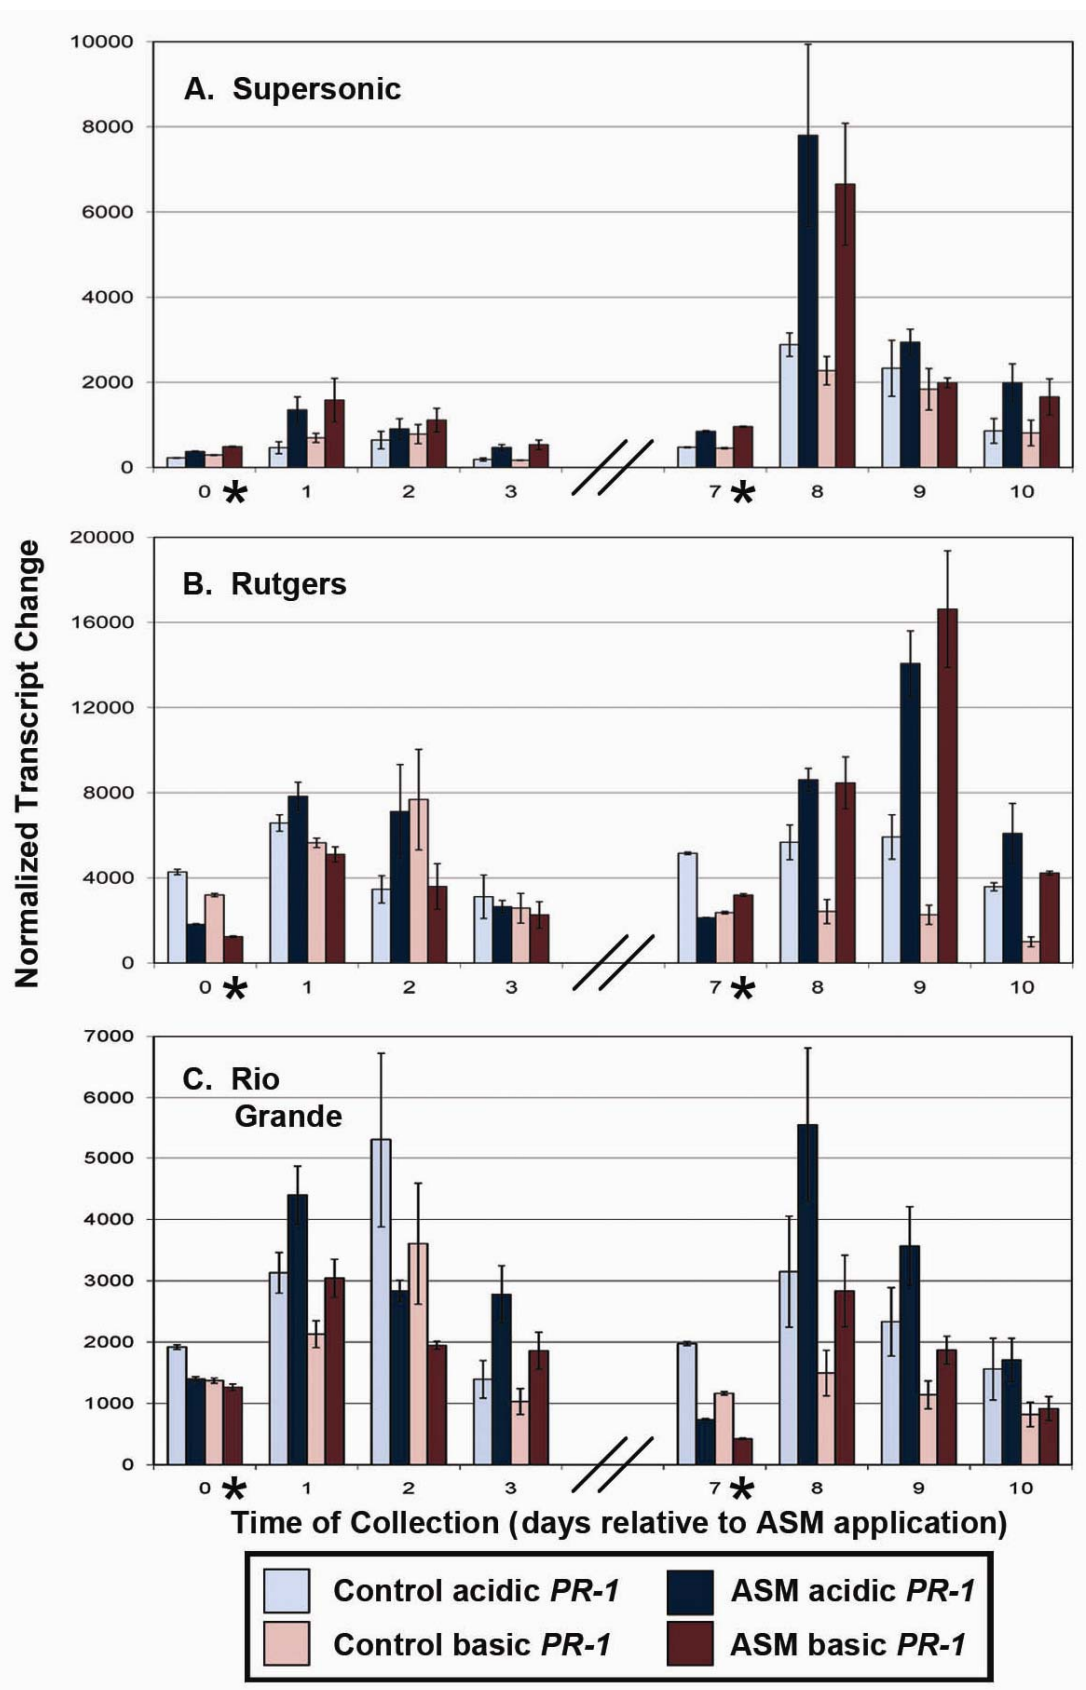 10000
A. Supersonic
8000
6000
4000
2000
0
0 * 1 2 3 7 * 8 9 10
20000
B. Rutgers
16000
12000
8000
4000
0
0 * 1 2 3 7 * 8 9 10
7000
C. Rio
Grande
6000
5000
4000
3000
2000
1000
0
0 * 1 2 3 7 * 8 9 10
Normalized Transcript Change
Time of Collection (days relative to ASM application)
Control acidic PR-1 ASM acidic PR-1
Control basic PR-1 ASM basic PR-1